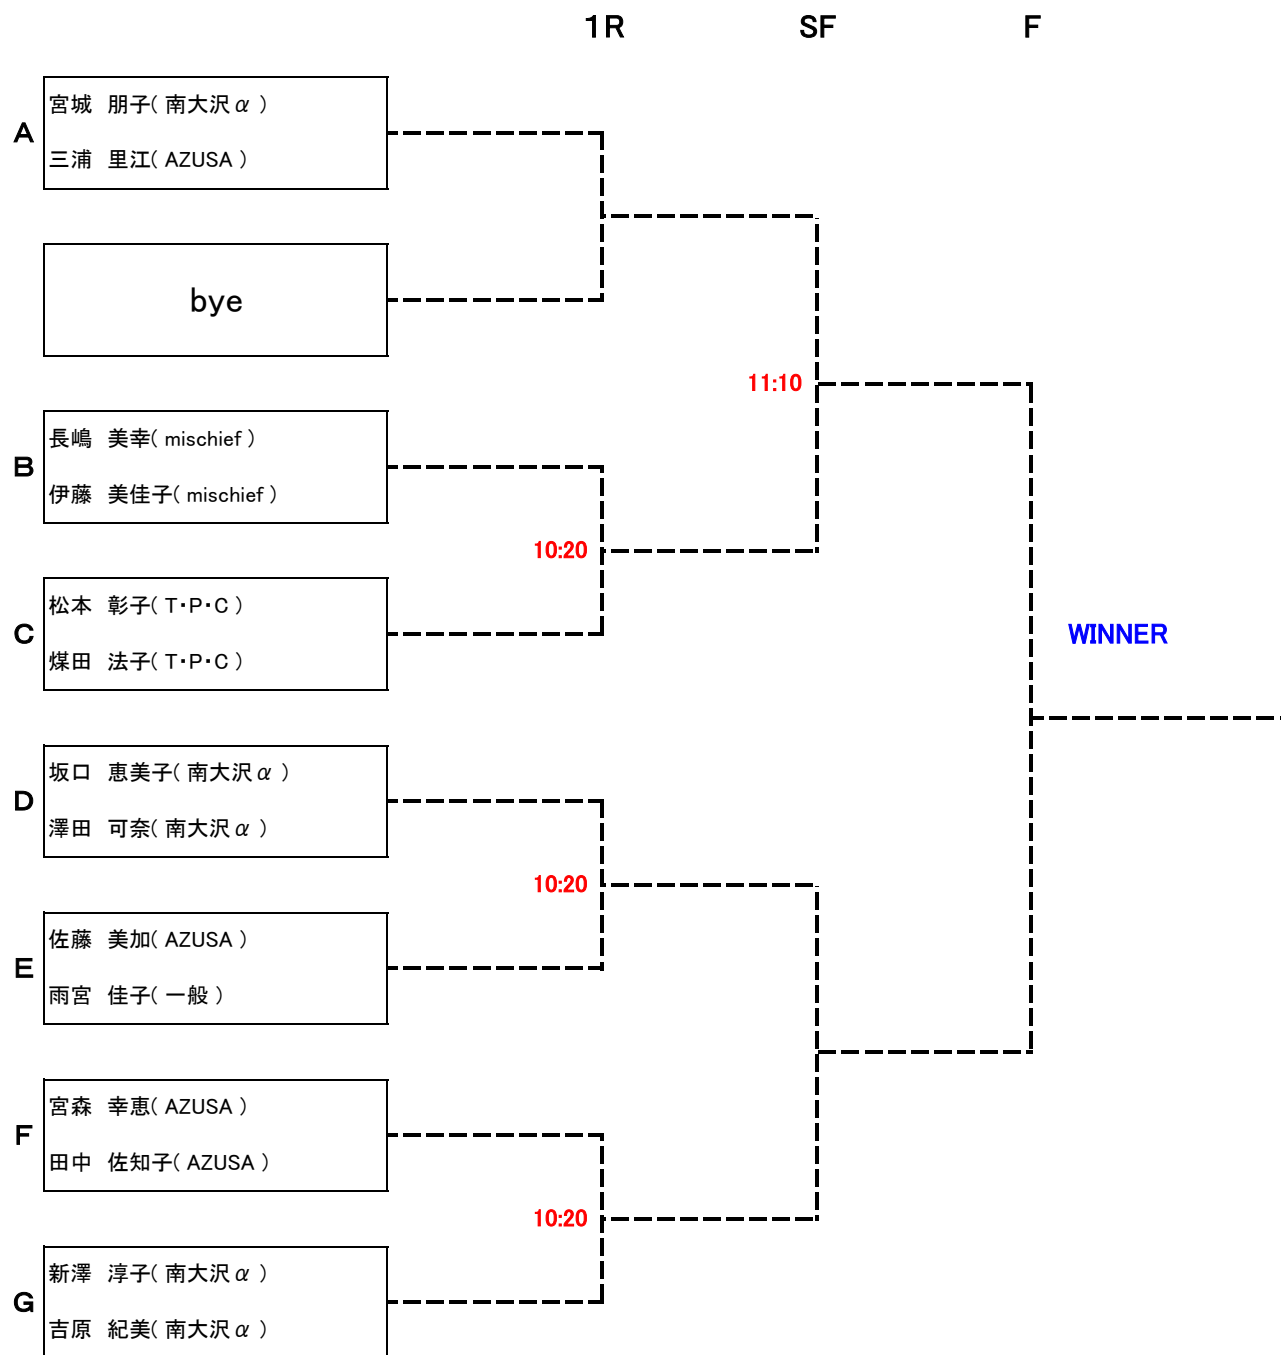 1R SF F
A
宮城 朋子( 南大沢α )
三浦 里江( AZUSA )
bye
11:10
B
長嶋 美幸( mischief )
伊藤 美佳子( mischief )
10:20
C
松本 彰子( T・P・C )
煤田 法子( T・P・C )
WINNER
D
坂口 恵美子( 南大沢α )
澤田 可奈( 南大沢α )
10:20
E
佐藤 美加( AZUSA )
雨宮 佳子( 一般 )
F
宮森 幸恵( AZUSA )
田中 佐知子( AZUSA )
10:20
G
新澤 淳子( 南大沢α )
吉原 紀美( 南大沢α )